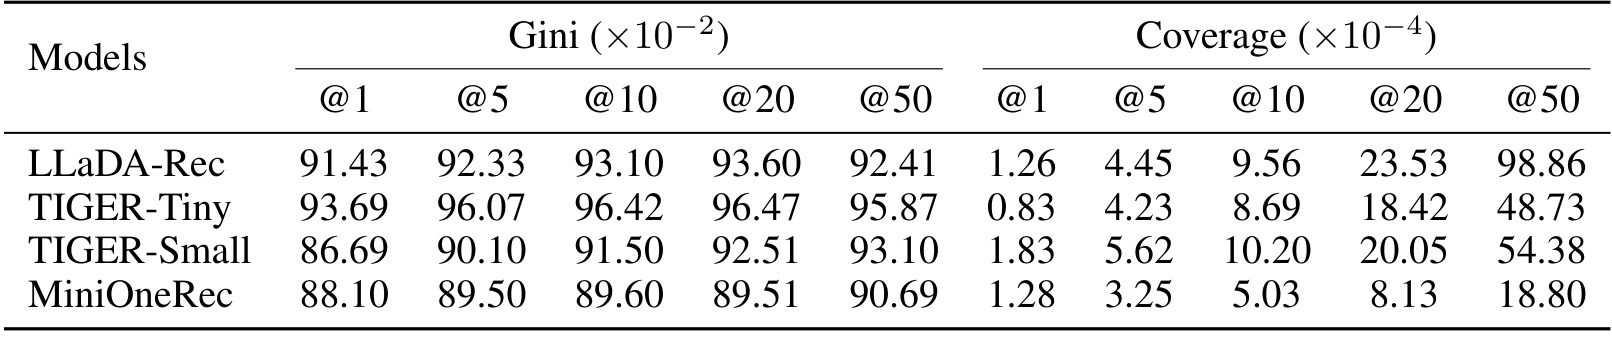 Models Gini (×10⁻²) Coverage (×10⁻⁴)
@1 @5 @10 @20 @50 @1 @5 @10 @20 @50
LLaDA-Rec 91.43 92.33 93.10 93.60 92.41 1.26 4.45 9.56 23.53 98.86
TIGER-Tiny 93.69 96.07 96.42 96.47 95.87 0.83 4.23 8.69 18.42 48.73
TIGER-Small 86.69 90.10 91.50 92.51 93.10 1.83 5.62 10.20 20.05 54.38
MiniOneRec 88.10 89.50 89.60 89.51 90.69 1.28 3.25 5.03 8.13 18.80